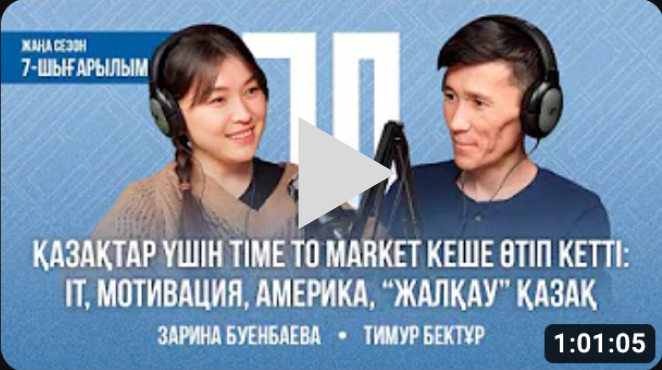 ЖАҢА СЕЗОН
7-ШЫҒАРЫЛЫМ
ҚАЗАҚТАР ҮШІН TIME TO MARKET КЕШЕ ӨТІП КЕТТІ:
IT, МОТИВАЦИЯ, АМЕРИКА, “ЖАЛҚАУ” ҚАЗАҚ
ЗАРИНА БУЕНБАЕВА • ТИМУР БЕКТҰР
1:01:05